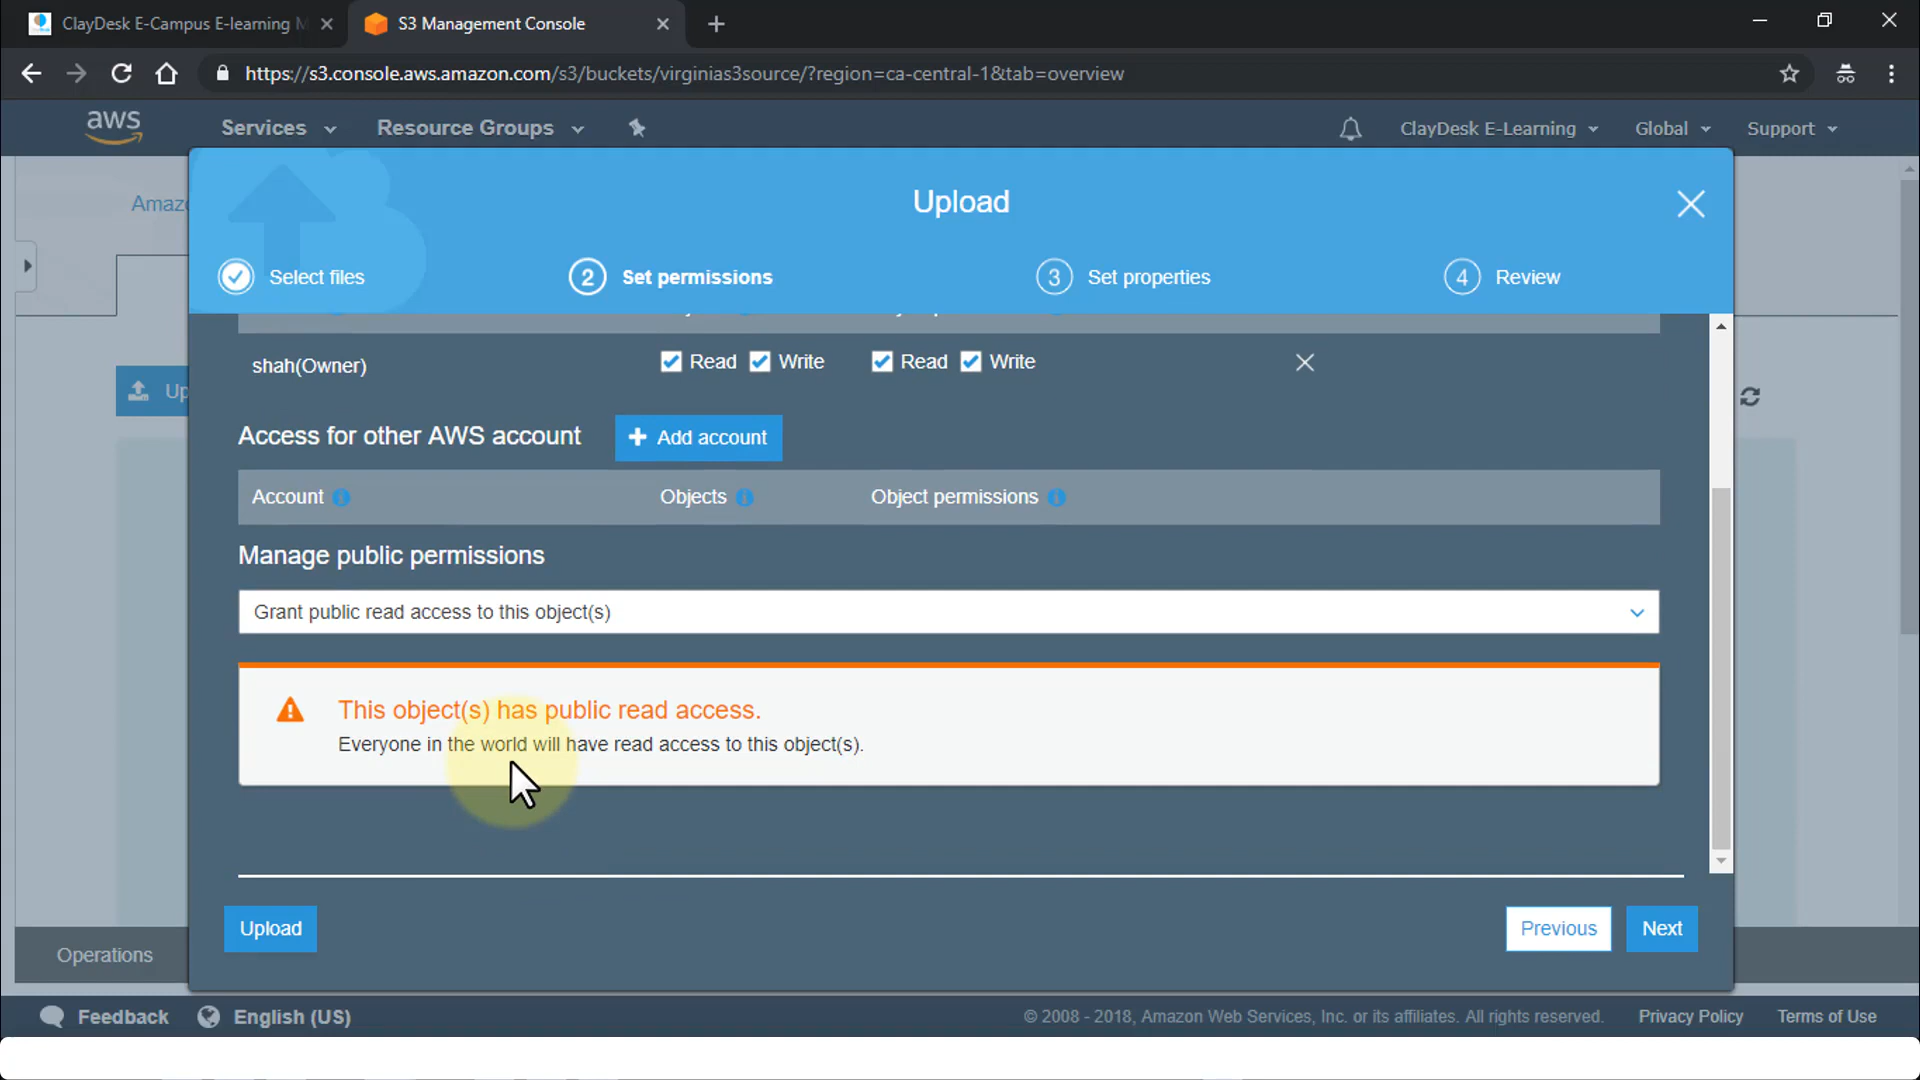 ClayDesk E-Campus E-learning M
S3 Management Console
https://s3.console.aws.amazon.com/s3/buckets/virginias3source/?region=ca-central-1&tab=overview
aws
Services
Resource Groups
ClayDesk E-Learning
Global
Support
Amaz
Upload
Select files
2 Set permissions
3 Set properties
4 Review
shah(Owner)
Read
Write
Read
Write
Up
Access for other AWS account
Add account
Account
Objects
Object permissions
Manage public permissions
Grant public read access to this object(s)
This object(s) has public read access.
Everyone in the world will have read access to this object(s).
Upload
Previous
Next
Operations
Feedback
English (US)
© 2008 - 2018, Amazon Web Services, Inc. or its affiliates. All rights reserved.
Privacy Policy
Terms of Use